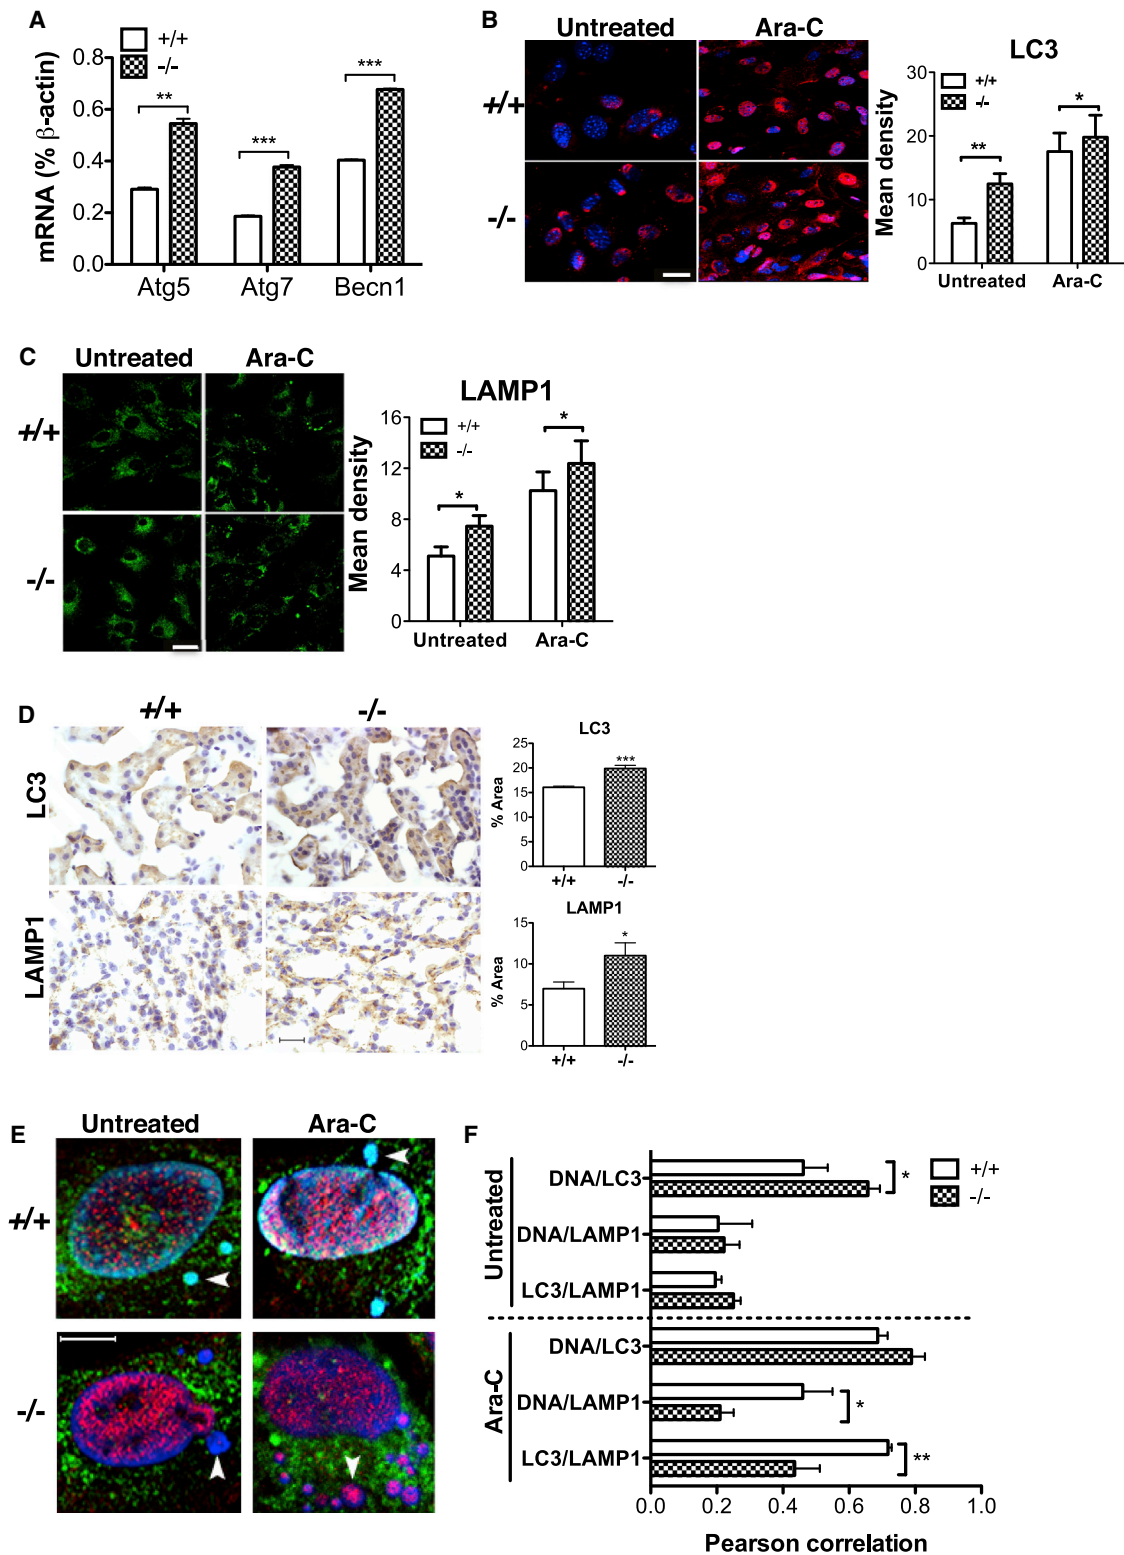 A
+/+
-/-
mRNA (% β-actin)
0.8
0.6
0.4
0.2
0.0
**
***
***
Atg5 Atg7 Becn1
B
Untreated Ara-C
+/+
-/-
LC3
+/+
-/-
Mean density
30
20
10
0
**
*
Untreated Ara-C
C
Untreated Ara-C
+/+
-/-
LAMP1
+/+
-/-
Mean density
16
12
8
4
0
*
*
Untreated Ara-C
D
+/+ -/-
LC3
LAMP1
LC3
% Area
25
20
15
10
5
0
***
+/+ -/-
LAMP1
% Area
15
10
5
0
*
+/+ -/-
E
Untreated Ara-C
+/+
-/-
F
+/+
-/-
Untreated
DNA/LC3 *
DNA/LAMP1
LC3/LAMP1
Ara-C
DNA/LC3
DNA/LAMP1 *
LC3/LAMP1 **
0.0 0.2 0.4 0.6 0.8 1.0
Pearson correlation